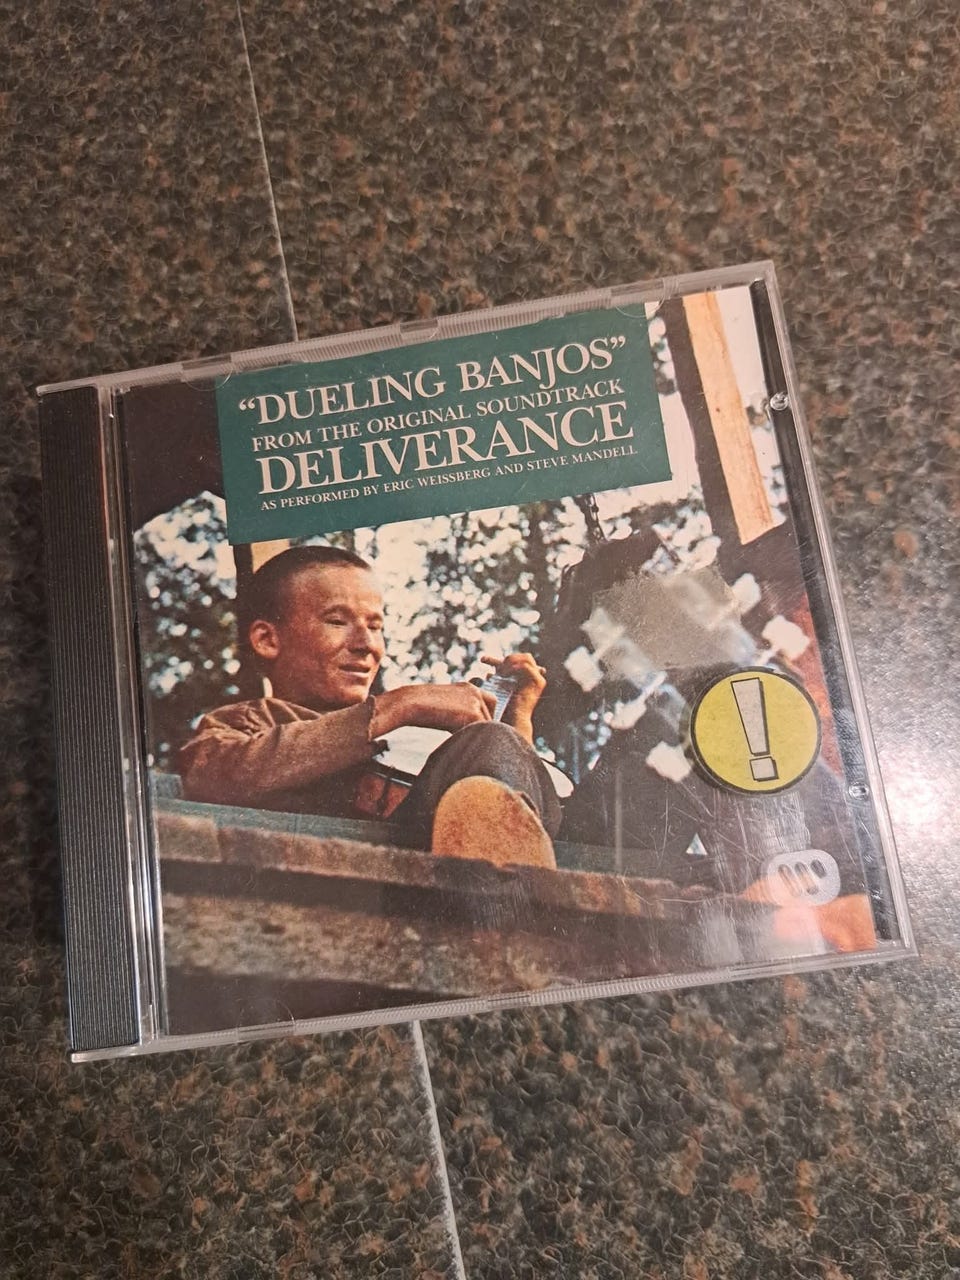 “DUELING BANJOS”
FROM THE ORIGINAL SOUNDTRACK
DELIVERANCE
AS PERFORMED BY ERIC WEISSBERG AND STEVE MANDELL
!